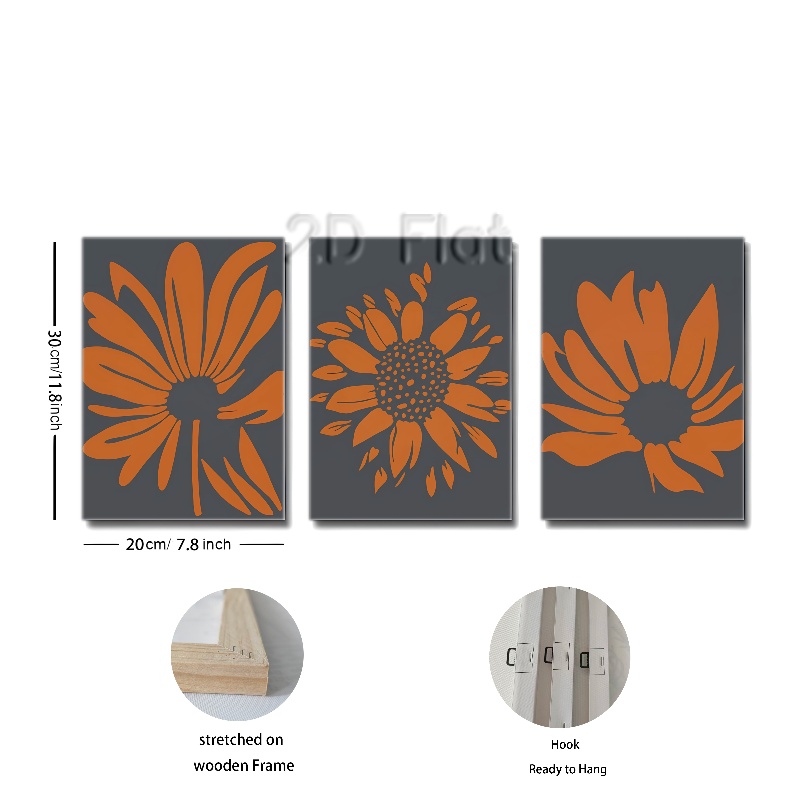 2D Flat
30cm/11.8inch
20cm/ 7.8 inch
stretched on
wooden Frame
Hook
Ready to Hang